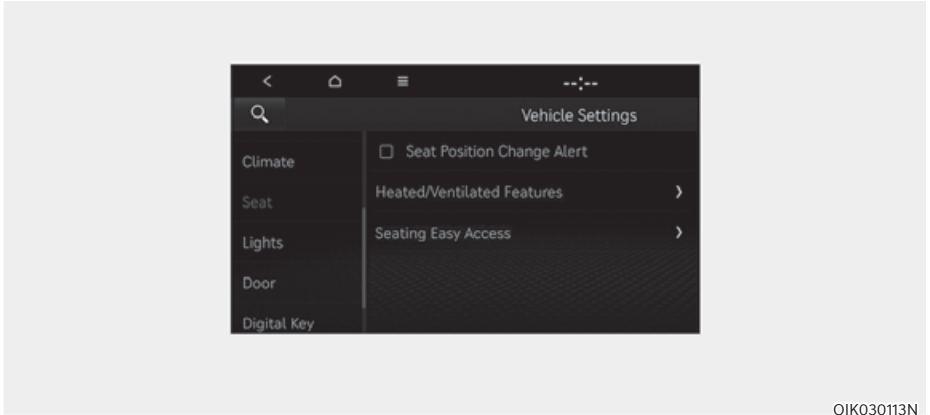 --:--
Vehicle Settings
Climate
Seat
Lights
Door
Digital Key
Seat Position Change Alert
Heated/Ventilated Features
Seating Easy Access
OIK030113N